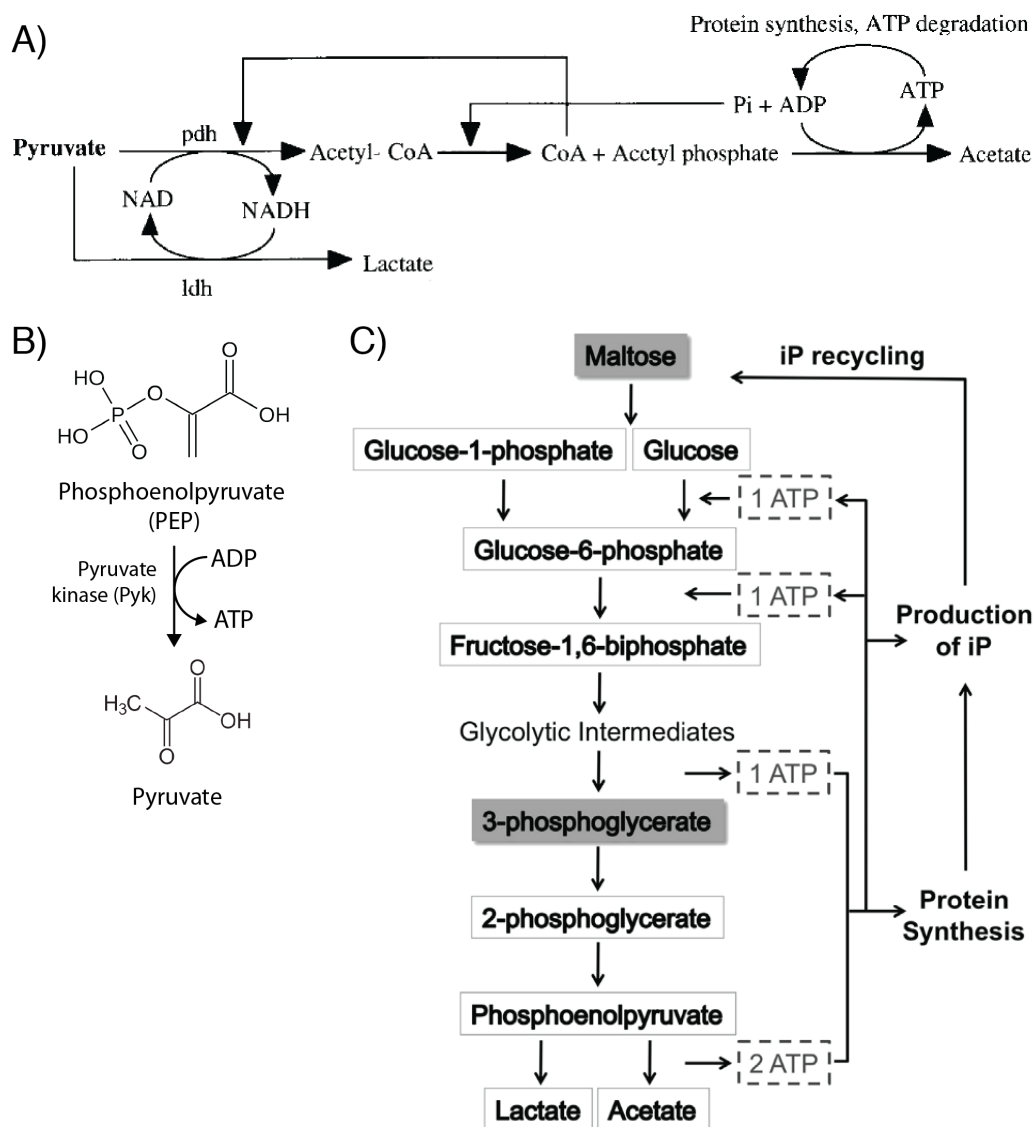 A)
Protein synthesis, ATP degradation
Pi + ADP
ATP
pdh
Pyruvate
Acetyl- CoA
CoA + Acetyl phosphate
Acetate
NAD
NADH
Lactate
ldh
B)
HO
O
O
P
OH
HO
O
Phosphoenolpyruvate
(PEP)
Pyruvate
kinase (Pyk)
ADP
ATP
O
H3C
OH
O
Pyruvate
C)
Maltose
iP recycling
Glucose-1-phosphate
Glucose
1 ATP
Glucose-6-phosphate
1 ATP
Production
of iP
Fructose-1,6-biphosphate
Glycolytic Intermediates
1 ATP
3-phosphoglycerate
2-phosphoglycerate
Protein
Synthesis
Phosphoenolpyruvate
2 ATP
Lactate
Acetate